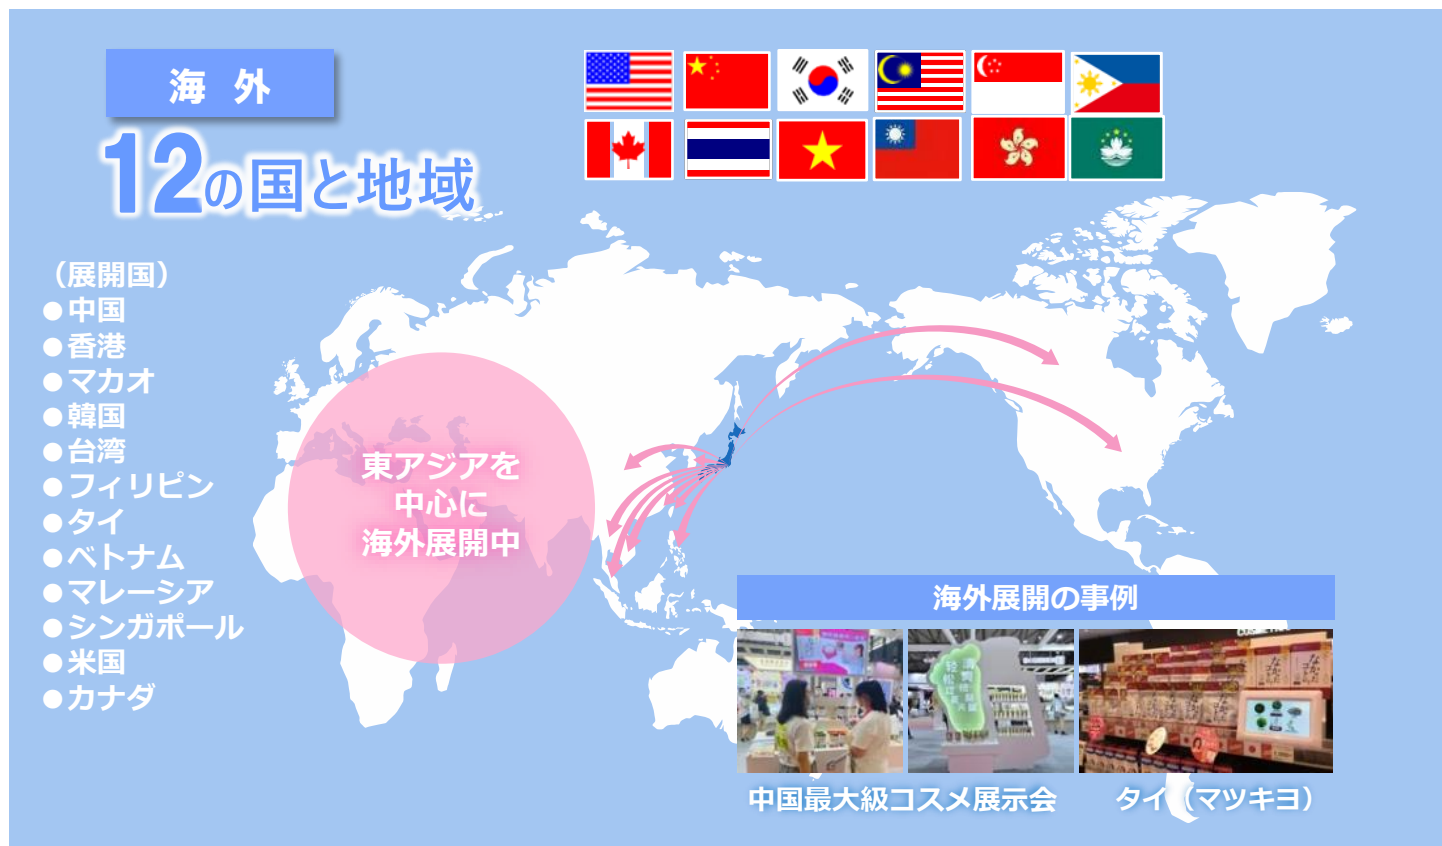 海外
12の国と地域
（展開国）
●中国
●香港
●マカオ
●韓国
●台湾
●フィリピン
●タイ
●ベトナム
●マレーシア
●シンガポール
●米国
●カナダ
東アジアを
中心に
海外展開中
海外展開の事例
中国最大級コスメ展示会
タイ（マツキヨ）